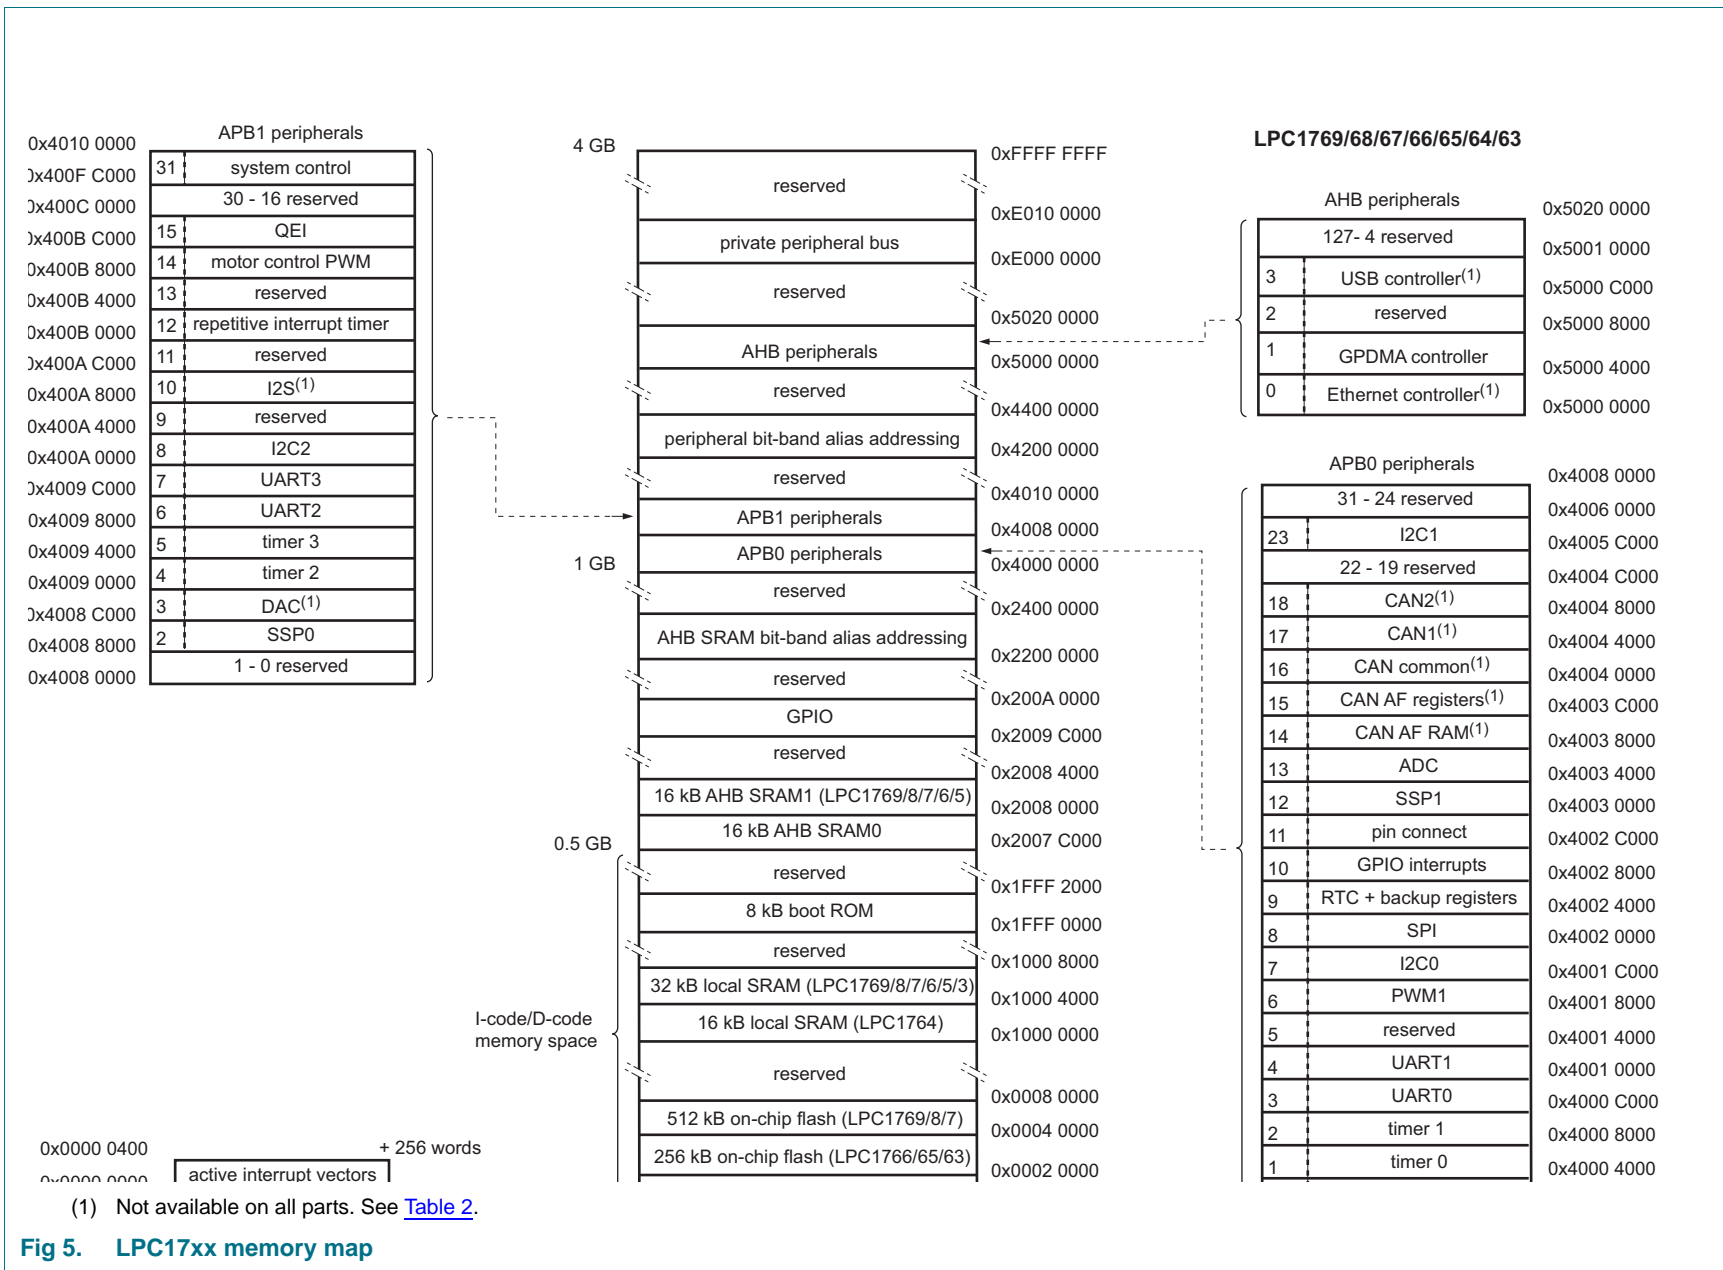 LPC1769/68/67/66/65/64/63
APB1 peripherals
0x4010 0000
31 system control
0x400F C000
30 - 16 reserved
0x400C 0000
15 QEI
0x400B C000
14 motor control PWM
0x400B 8000
13 reserved
0x400B 4000
12 repetitive interrupt timer
0x400B 0000
11 reserved
0x400A C000
10 I2S(1)
0x400A 8000
9 reserved
0x400A 4000
8 I2C2
0x400A 0000
7 UART3
0x4009 C000
6 UART2
0x4009 8000
5 timer 3
0x4009 4000
4 timer 2
0x4009 0000
3 DAC(1)
0x4008 C000
2 SSP0
0x4008 8000
1 - 0 reserved
0x4008 0000
4 GB
0xFFFF FFFF
reserved
0xE010 0000
private peripheral bus
0xE000 0000
reserved
0x5020 0000
AHB peripherals
0x5000 0000
reserved
0x4400 0000
peripheral bit-band alias addressing
0x4200 0000
reserved
0x4010 0000
APB1 peripherals
0x4008 0000
APB0 peripherals
1 GB
0x4000 0000
reserved
0x2400 0000
AHB SRAM bit-band alias addressing
0x2200 0000
reserved
0x200A 0000
GPIO
0x2009 C000
reserved
0x2008 4000
16 kB AHB SRAM1 (LPC1769/8/7/6/5)
0x2008 0000
16 kB AHB SRAM0
0.5 GB
0x2007 C000
reserved
0x1FFF 2000
8 kB boot ROM
0x1FFF 0000
reserved
0x1000 8000
32 kB local SRAM (LPC1769/8/7/6/5/3)
0x1000 4000
16 kB local SRAM (LPC1764)
0x1000 0000
I-code/D-code
memory space
reserved
0x0008 0000
512 kB on-chip flash (LPC1769/8/7)
0x0004 0000
256 kB on-chip flash (LPC1766/65/63)
0x0002 0000
AHB peripherals
0x5020 0000
127- 4 reserved
0x5001 0000
3 USB controller(1)
0x5000 C000
2 reserved
0x5000 8000
1 GPDMA controller
0x5000 4000
0 Ethernet controller(1)
0x5000 0000
APB0 peripherals
0x4008 0000
31 - 24 reserved
0x4006 0000
23 I2C1
0x4005 C000
22 - 19 reserved
0x4004 C000
18 CAN2(1)
0x4004 8000
17 CAN1(1)
0x4004 4000
16 CAN common(1)
0x4004 0000
15 CAN AF registers(1)
0x4003 C000
14 CAN AF RAM(1)
0x4003 8000
13 ADC
0x4003 4000
12 SSP1
0x4003 0000
11 pin connect
0x4002 C000
10 GPIO interrupts
0x4002 8000
9 RTC + backup registers
0x4002 4000
8 SPI
0x4002 0000
7 I2C0
0x4001 C000
6 PWM1
0x4001 8000
5 reserved
0x4001 4000
4 UART1
0x4001 0000
3 UART0
0x4000 C000
2 timer 1
0x4000 8000
1 timer 0
0x4000 4000
0x0000 0400
+ 256 words
active interrupt vectors
0x0000 0000
(1) Not available on all parts. See Table 2.
Fig 5. LPC17xx memory map